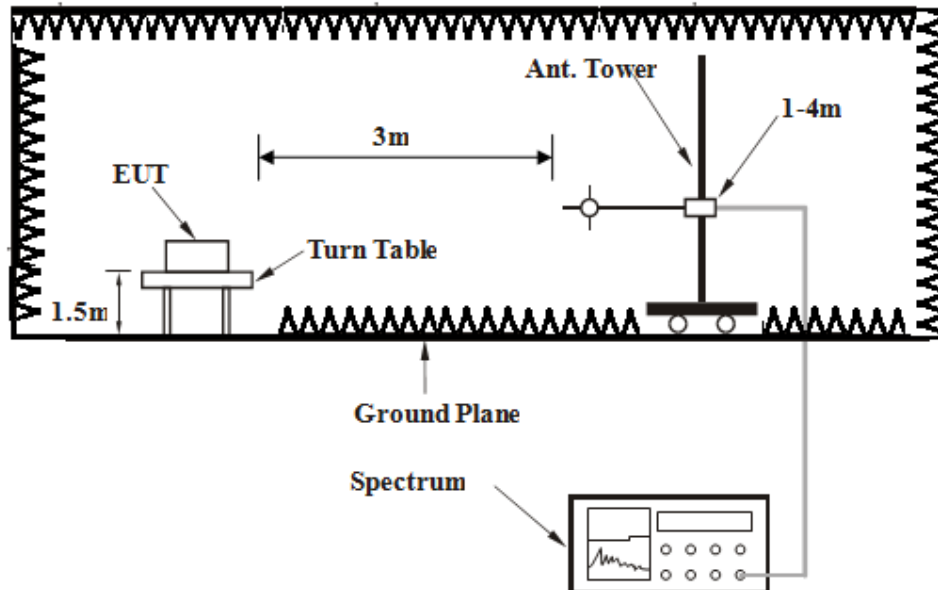 Ant. Tower
1-4m
3m
EUT
Turn Table
1.5m
Ground Plane
Spectrum